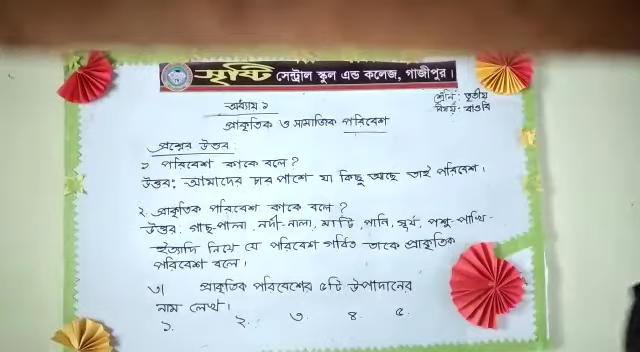 সৃষ্টি সেন্ট্রাল স্কুল এন্ড কলেজ, গাজীপুর।
শ্রেণি: তৃতীয়
বিষয়- বাওবি
অধ্যায় ১
প্রাকৃতিক ও সামাজিক পরিবেশ
প্রশ্নের উত্তর:
১ পরিবেশ কাকে বলে?
উত্তর: আমাদের চার পাশে যা কিছু আছে তাই পরিবেশ।
২. প্রাকৃতিক পরিবেশ কাকে বলে?
উত্তর: গাছ-পালা, নদী-নালা, মাটি, পানি, সূর্য, পশু-পাখি-
ইত্যাদি নিয়ে যে পরিবেশ গঠিত তাকে প্রাকৃতিক
পরিবেশ বলে।
৩। প্রাকৃতিক পরিবেশের ৫টি উপাদানের
নাম লেখ।
১. ২. ৩. ৪. ৫.